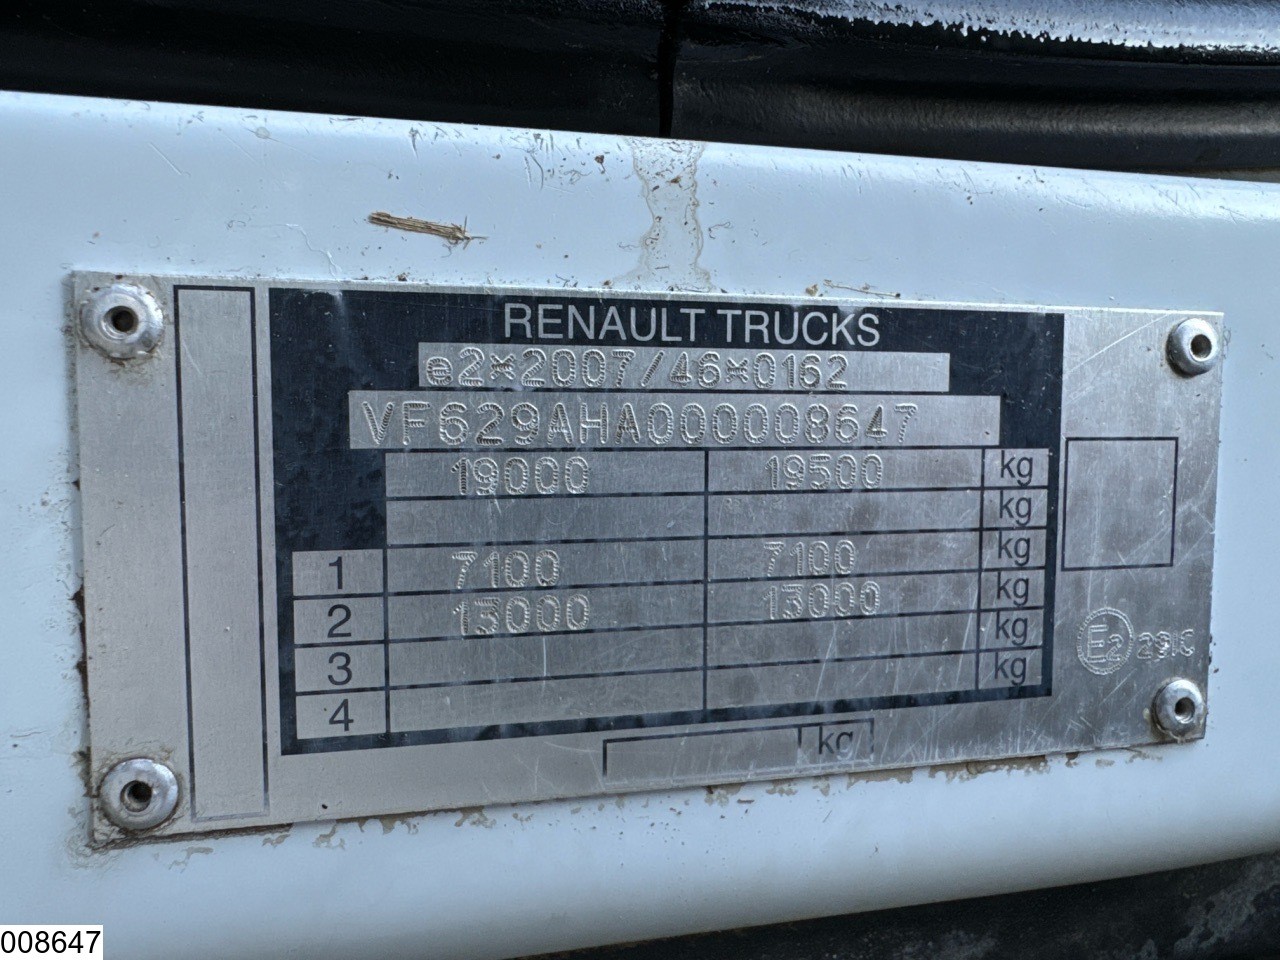 RENAULT TRUCKS
e2*2007/46*0162
VF629AHA000008647
19000 19500 kg
kg
1 7100 7100 kg
2 13000 13000 kg
3 kg
4 kg
kg
E2
008647